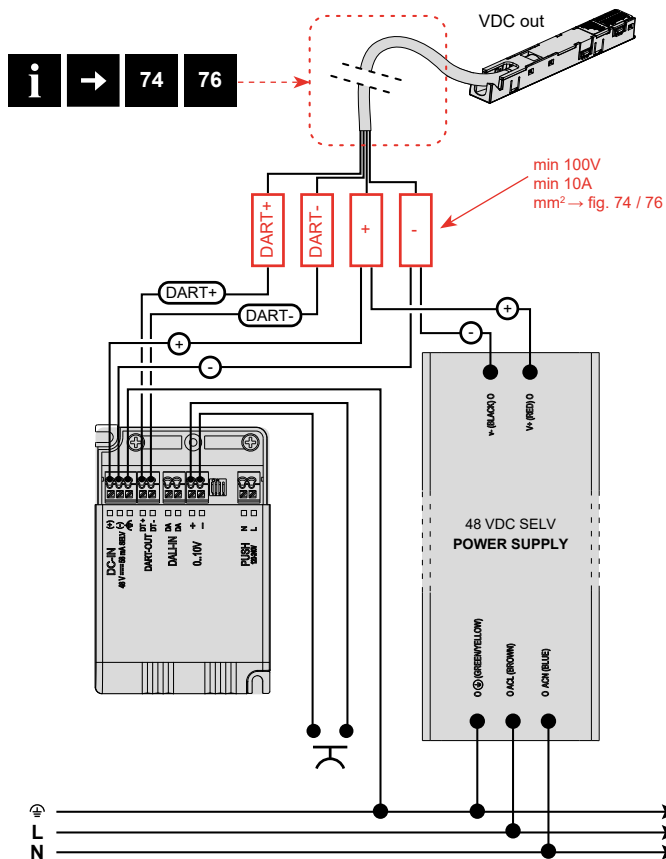 VDC out
i → 74 76
min 100V
min 10A
mm² → fig. 74 / 76
DART+
DART-
+
-
DART+
DART-
+
-
+
-
V- (BLACK) O
V+ (RED) O
48 VDC SELV
POWER SUPPLY
O ⏚ (GREEN/YELLOW)
O ACL (BROWN)
O ACN (BLUE)
(+)
(-)
DT+
DT-
DA
DA
+
-
N
L
DC-IN
DART-OUT
DALI-IN
0..10V
PUSH
⏚
L
N